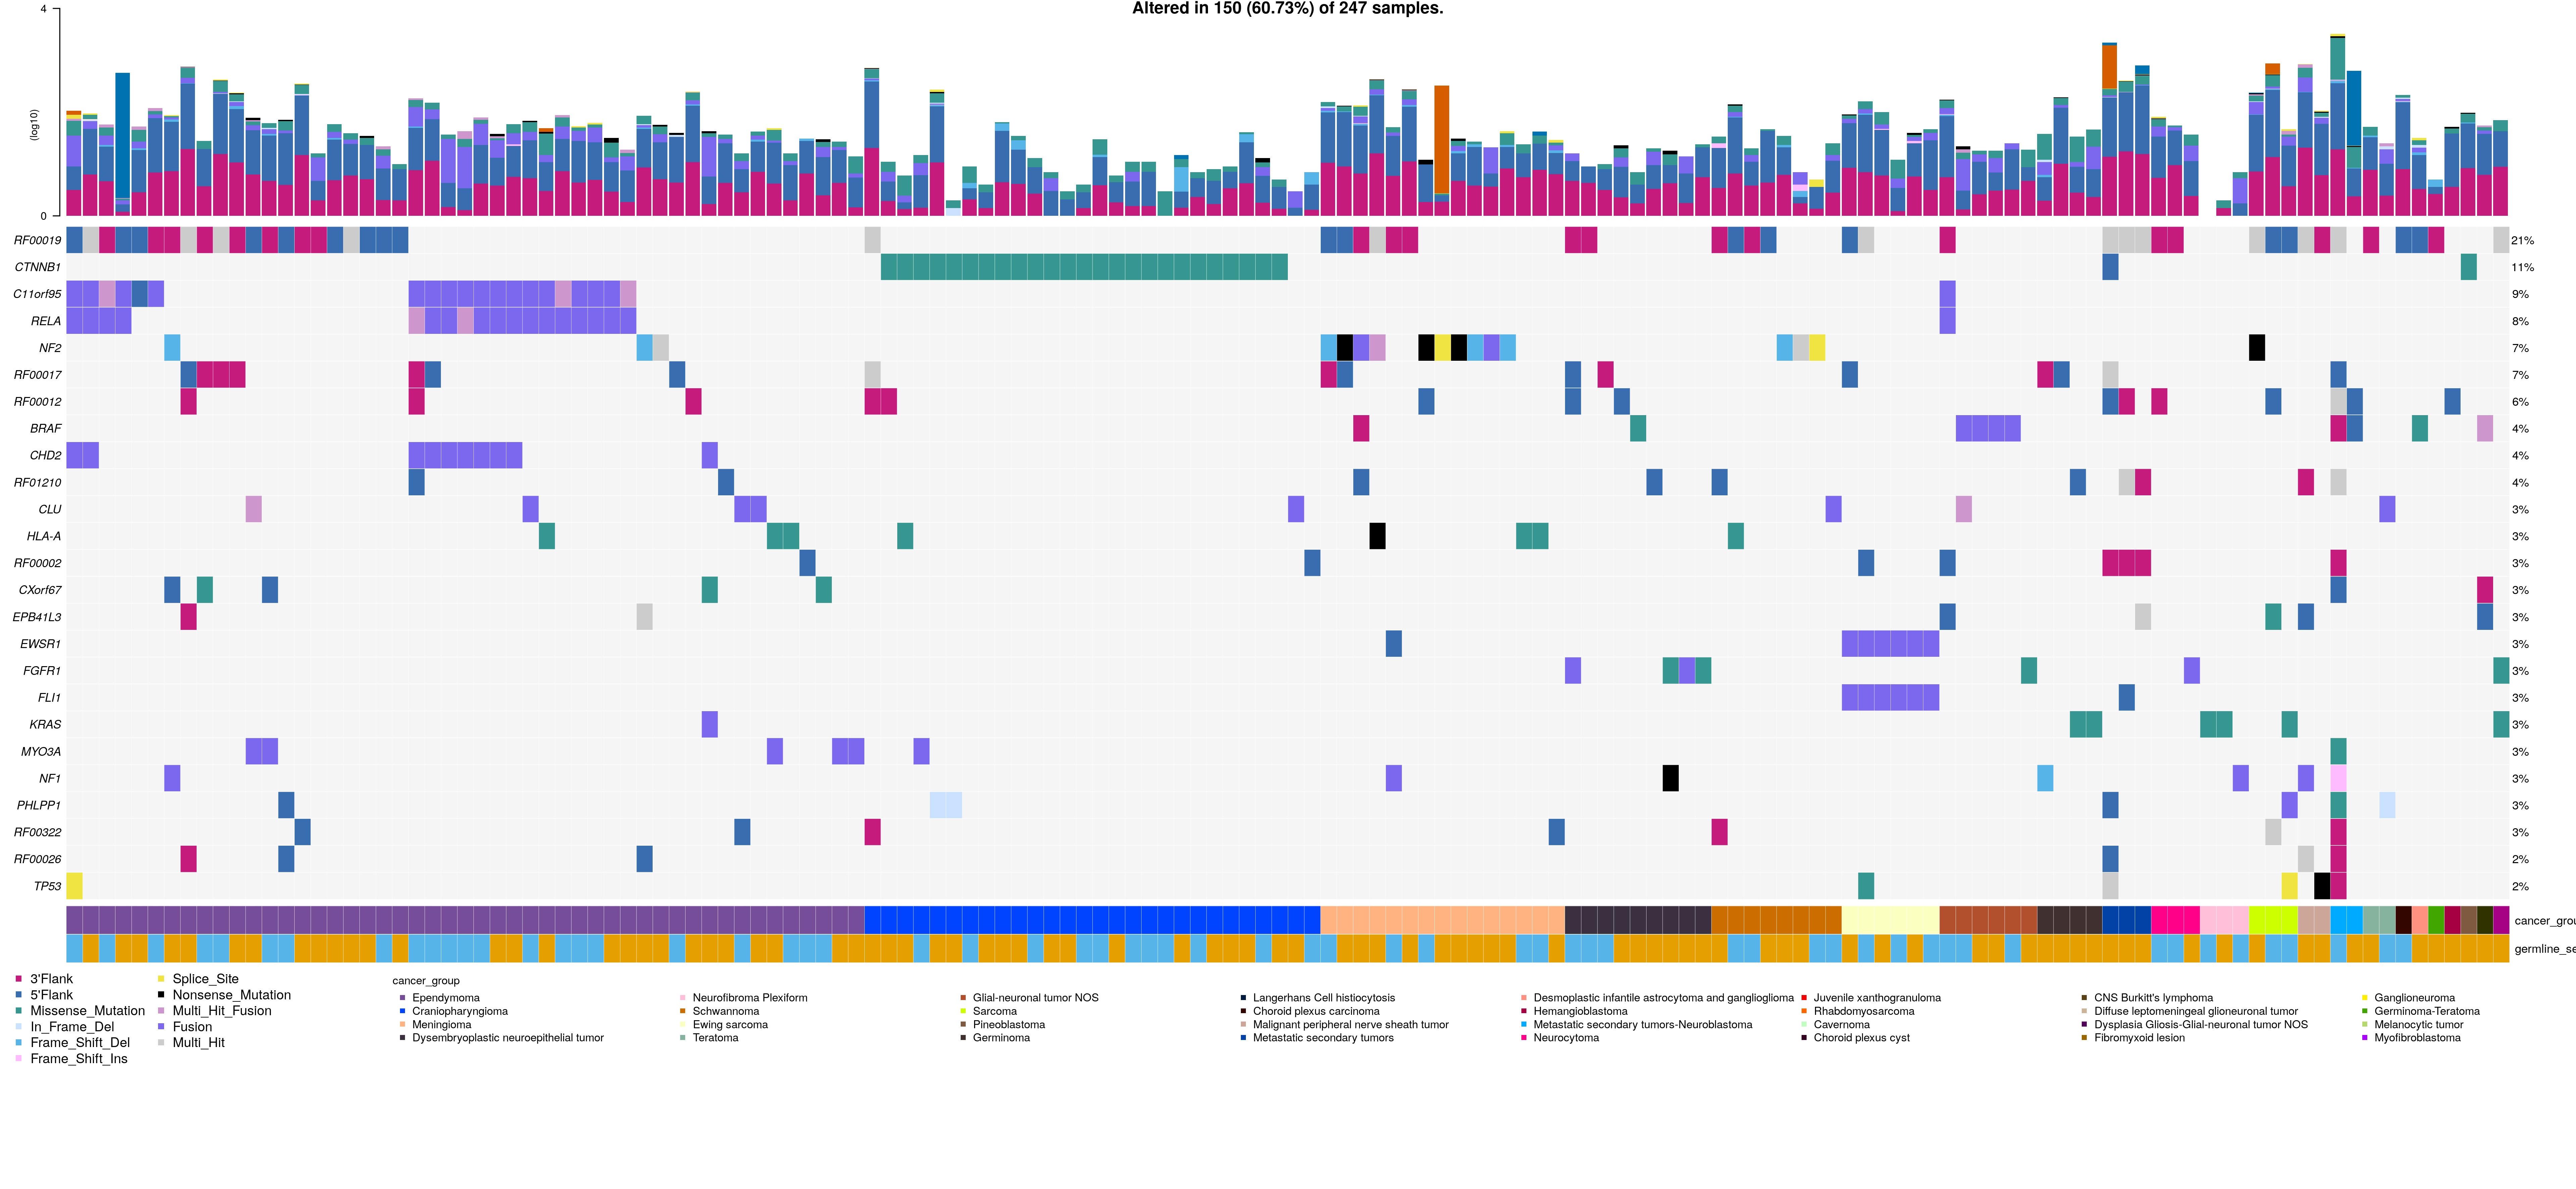 Altered in 150 (60.73%) of 247 samples.
4
(log10)
0
RF00019 21%
CTNNB1 11%
C11orf95 9%
RELA 8%
NF2 7%
RF00017 7%
RF00012 6%
BRAF 4%
CHD2 4%
RF01210 4%
CLU 3%
HLA-A 3%
RF00002 3%
CXorf67 3%
EPB41L3 3%
EWSR1 3%
FGFR1 3%
FLI1 3%
KRAS 3%
MYO3A 3%
NF1 3%
PHLPP1 3%
RF00322 3%
RF00026 2%
TP53 2%
cancer_grou
germline_se
3'Flank
5'Flank
Missense_Mutation
In_Frame_Del
Frame_Shift_Del
Frame_Shift_Ins
Splice_Site
Nonsense_Mutation
Multi_Hit_Fusion
Fusion
Multi_Hit
cancer_group
Ependymoma
Craniopharyngioma
Meningioma
Dysembryoplastic neuroepithelial tumor
Neurofibroma Plexiform
Schwannoma
Ewing sarcoma
Teratoma
Glial-neuronal tumor NOS
Sarcoma
Pineoblastoma
Germinoma
Langerhans Cell histiocytosis
Choroid plexus carcinoma
Malignant peripheral nerve sheath tumor
Metastatic secondary tumors
Desmoplastic infantile astrocytoma and ganglioglioma
Hemangioblastoma
Metastatic secondary tumors-Neuroblastoma
Neurocytoma
Juvenile xanthogranuloma
Rhabdomyosarcoma
Cavernoma
Choroid plexus cyst
CNS Burkitt's lymphoma
Diffuse leptomeningeal glioneuronal tumor
Dysplasia Gliosis-Glial-neuronal tumor NOS
Fibromyxoid lesion
Ganglioneuroma
Germinoma-Teratoma
Melanocytic tumor
Myofibroblastoma